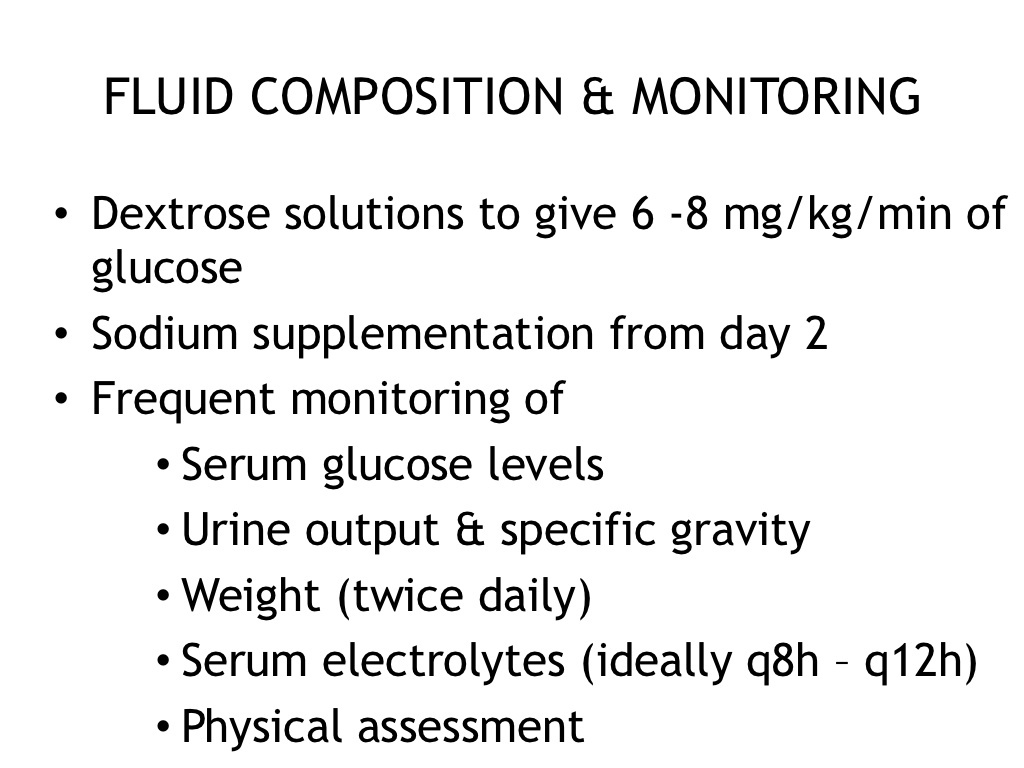 FLUID COMPOSITION & MONITORING
• Dextrose solutions to give 6 -8 mg/kg/min of
glucose
• Sodium supplementation from day 2
• Frequent monitoring of
• Serum glucose levels
• Urine output & specific gravity
• Weight (twice daily)
• Serum electrolytes (ideally q8h – q12h)
• Physical assessment